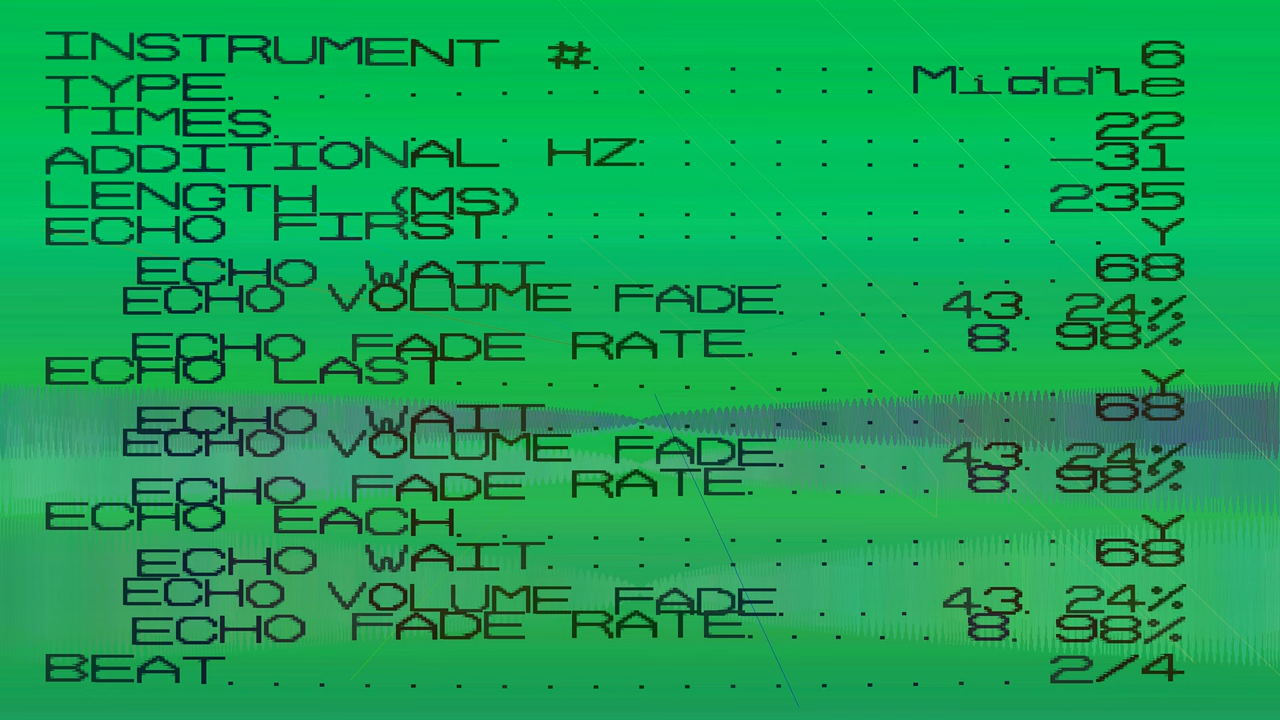 INSTRUMENT #. . . . . . . . . . . . . 6
TYPE. . . . . . . . . . . . . . . Middle
TIMES. . . . . . . . . . . . . . . . . . 22
ADDITIONAL HZ. . . . . . . . . . -31
LENGTH (MS). . . . . . . . . . . . 235
ECHO FIRST. . . . . . . . . . . . . . Y
ECHO WAIT. . . . . . . . . . . . 68
ECHO VOLUME FADE. . . . . 43. 24%
ECHO FADE RATE. . . . . . 8. 98%
ECHO LAST. . . . . . . . . . . . . . . Y
ECHO WAIT. . . . . . . . . . . . 68
ECHO VOLUME FADE. . . . . 43. 24%
ECHO FADE RATE. . . . . . 8. 98%
ECHO EACH. . . . . . . . . . . . . . . Y
ECHO WAIT. . . . . . . . . . . . 68
ECHO VOLUME FADE. . . . . 43. 24%
ECHO FADE RATE. . . . . . 8. 98%
BEAT. . . . . . . . . . . . . . . . . . 2/4